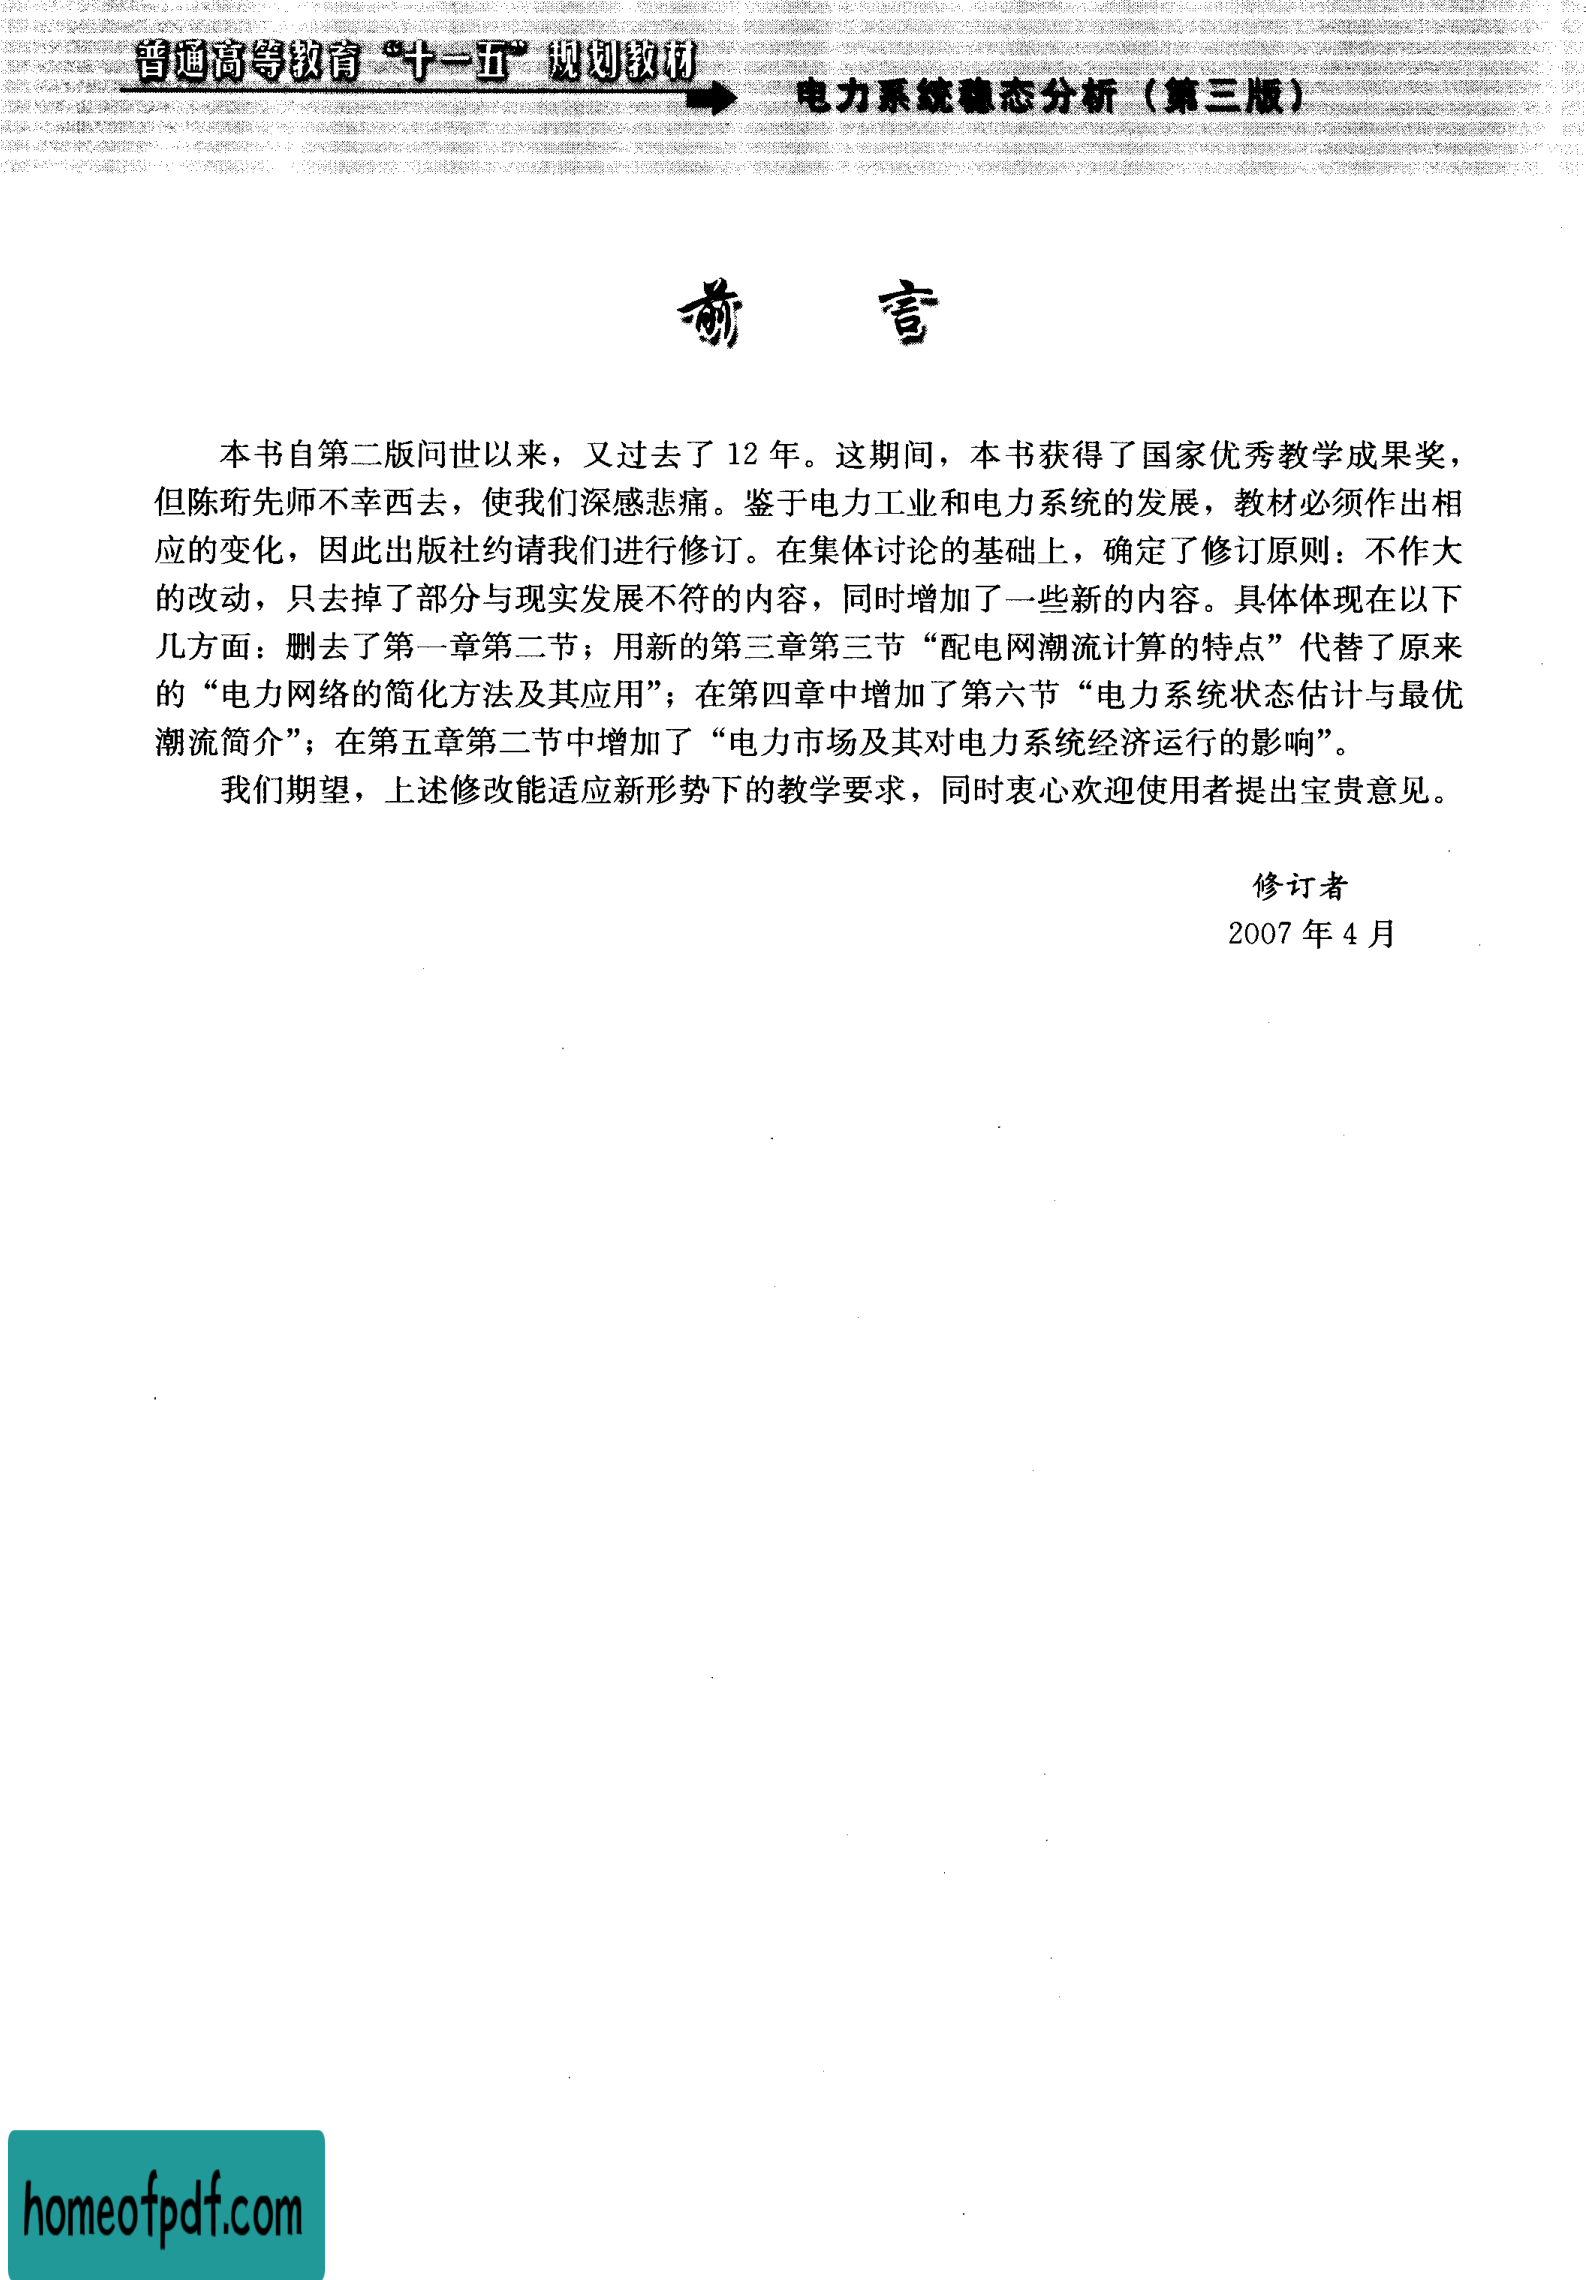 普通高等教育“十一五”规划教材
电力系统稳态分析（第三版）
前 言
本书自第二版问世以来，又过去了 12 年。这期间，本书获得了国家优秀教学成果奖，
但陈珩先师不幸西去，使我们深感悲痛。鉴于电力工业和电力系统的发展，教材必须作出相
应的变化，因此出版社约请我们进行修订。在集体讨论的基础上，确定了修订原则：不作大
的改动，只去掉了部分与现实发展不符的内容，同时增加了一些新的内容。具体体现在以下
几方面：删去了第一章第二节；用新的第三章第三节“配电网潮流计算的特点”代替了原来
的“电力网络的简化方法及其应用”；在第四章中增加了第六节“电力系统状态估计与最优
潮流简介”；在第五章第二节中增加了“电力市场及其对电力系统经济运行的影响”。
我们期望，上述修改能适应新形势下的教学要求，同时衷心欢迎使用者提出宝贵意见。
修订者
2007 年 4 月
homeofpdf.com